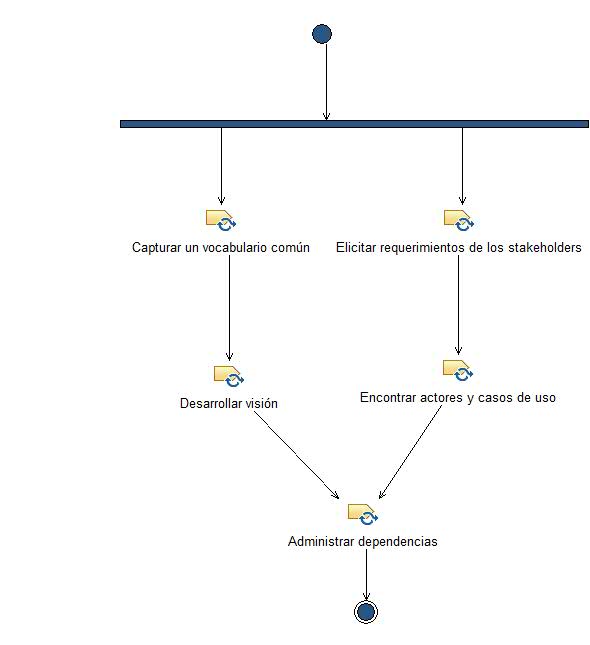 Capturar un vocabulario común
Elicitar requerimientos de los stakeholders
Desarrollar visión
Encontrar actores y casos de uso
Administrar dependencias